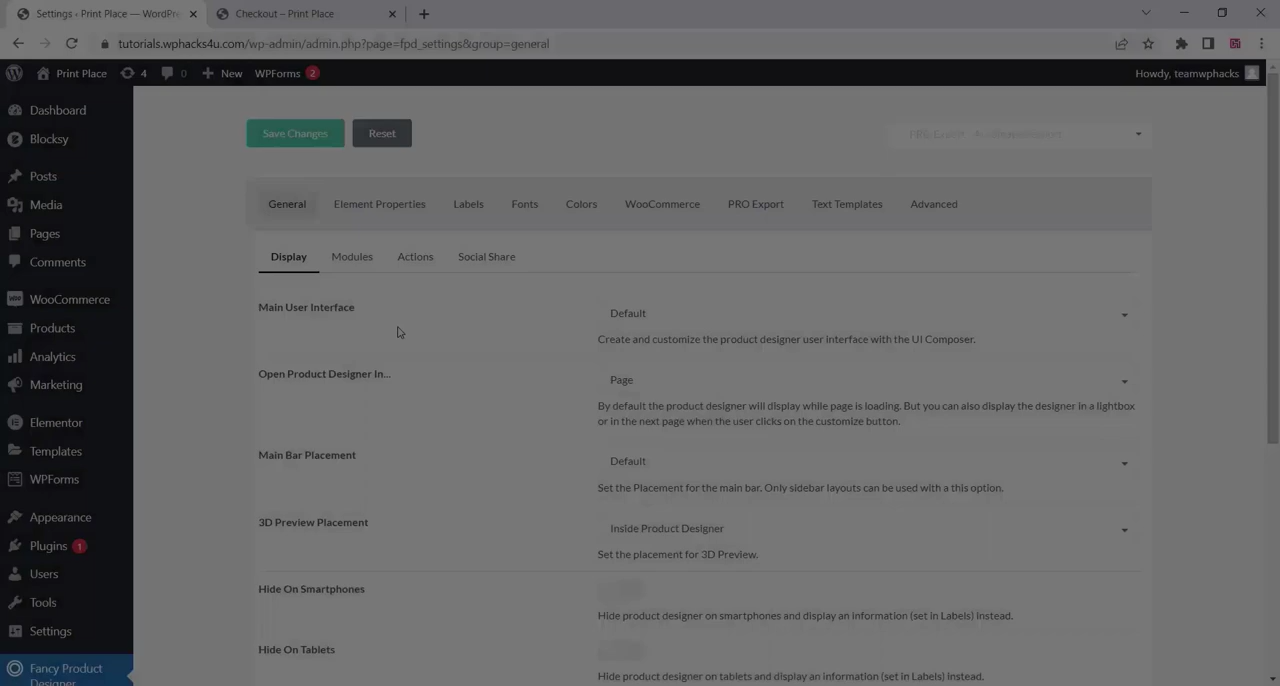 Settings ‹ Print Place — WordPre
Checkout – Print Place
tutorials.wphacks4u.com/wp-admin/admin.php?page=fpd_settings&group=general
Print Place
4
0
New
WPForms 2
Howdy, teamwphacks
Dashboard
Blocksy
Posts
Media
Pages
Comments
WooCommerce
Products
Analytics
Marketing
Elementor
Templates
WPForms
Appearance
Plugins 1
Users
Tools
Settings
Fancy Product
Designer
Save Changes
Reset
General
Element Properties
Labels
Fonts
Colors
WooCommerce
PRO Export
Text Templates
Advanced
Display
Modules
Actions
Social Share
Main User Interface
Default
Create and customize the product designer user interface with the UI Composer.
Open Product Designer In...
Page
By default the product designer will display while page is loading. But you can also display the designer in a lightbox
or in the next page when the user clicks on the customize button.
Main Bar Placement
Default
Set the Placement for the main bar. Only sidebar layouts can be used with a this option.
3D Preview Placement
Inside Product Designer
Set the placement for 3D Preview.
Hide On Smartphones
Hide product designer on smartphones and display an information (set in Labels) instead.
Hide On Tablets
Hide product designer on tablets and display an information (set in Labels) instead.